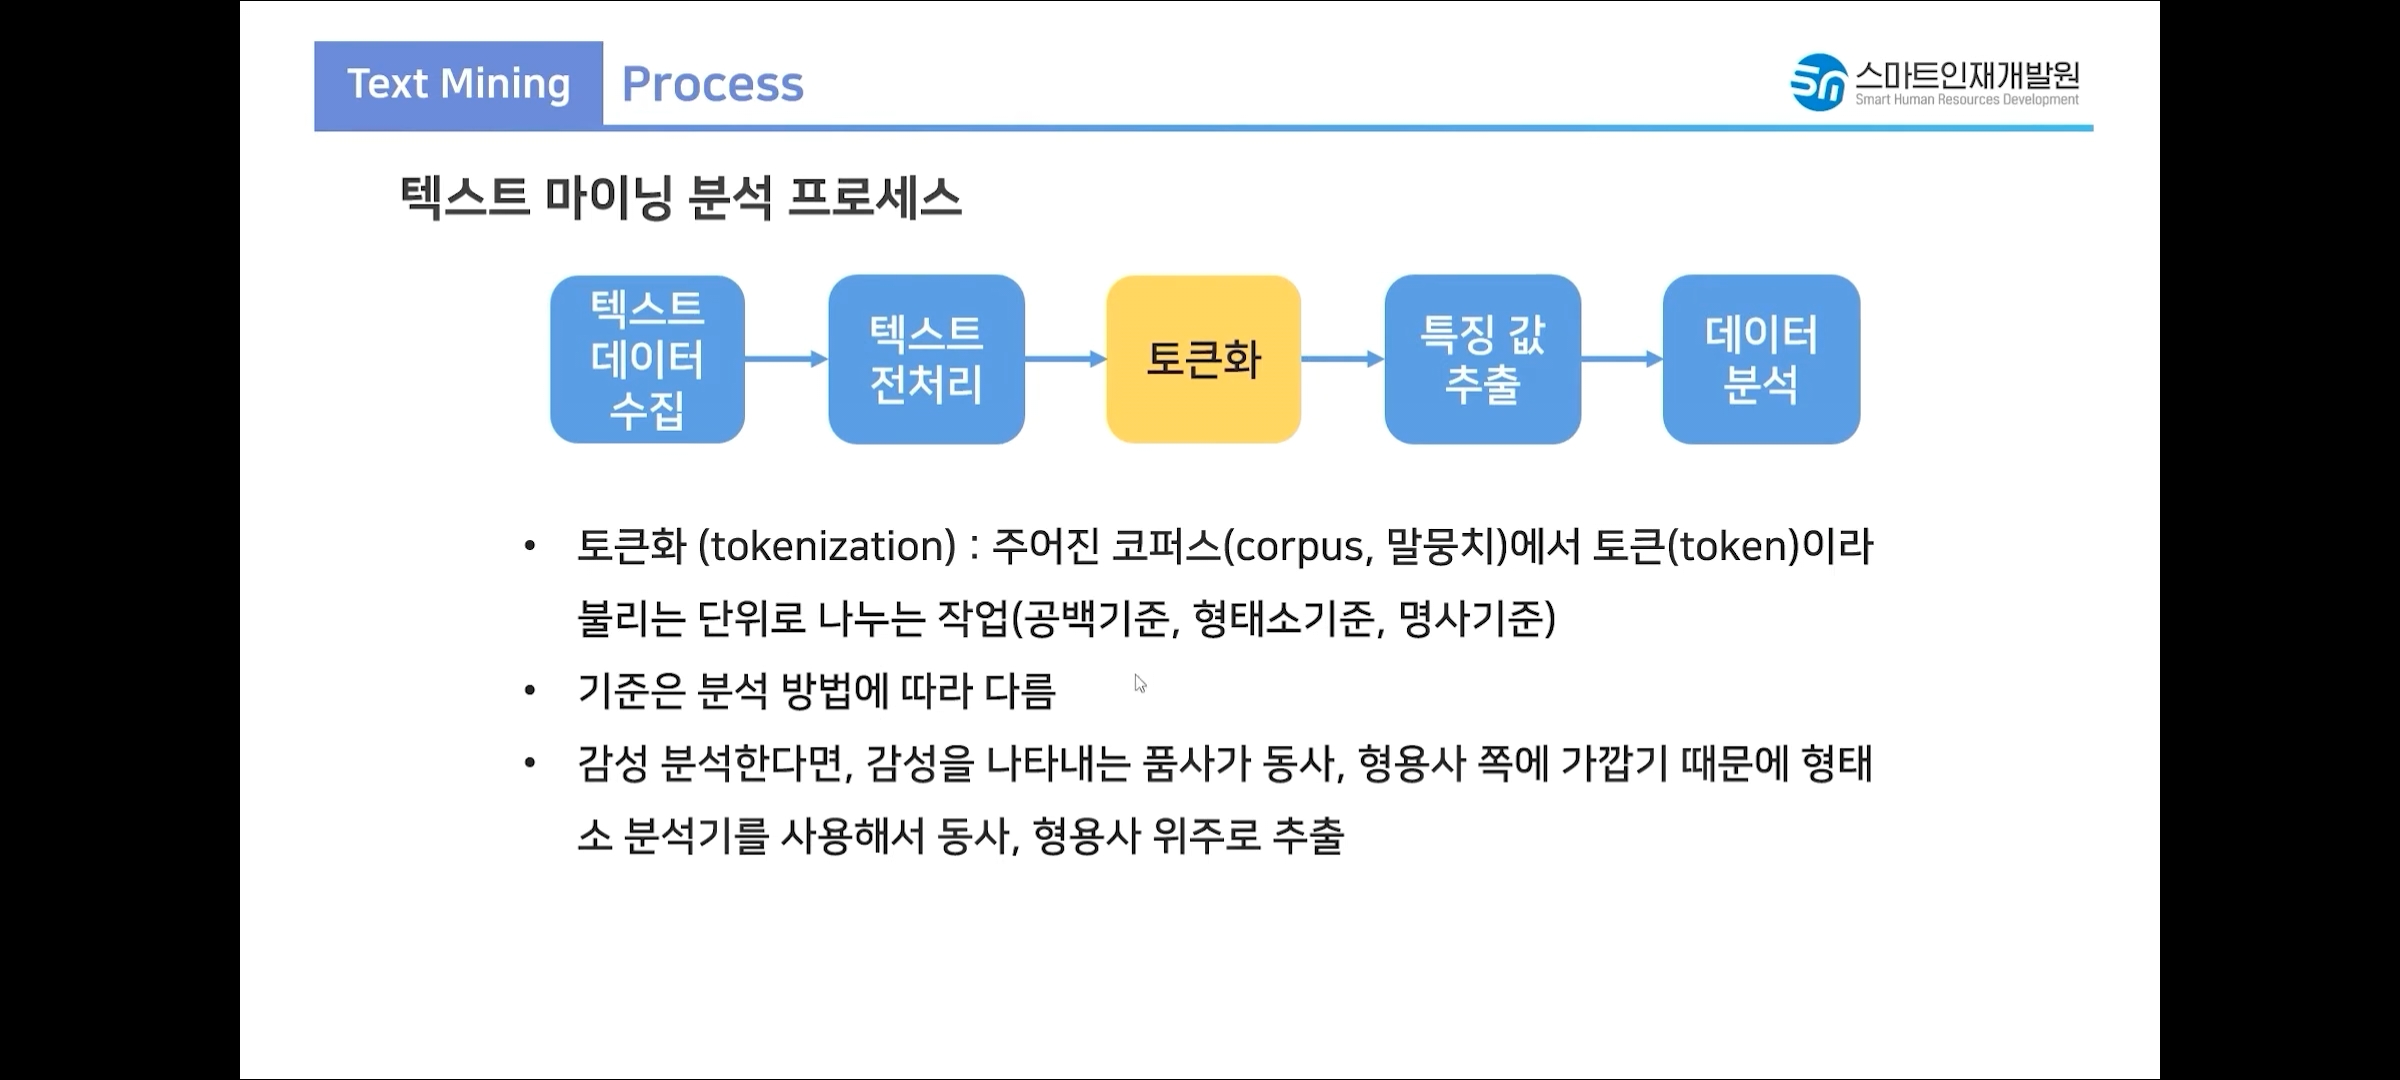 Text Mining Process
스마트인재개발원
Smart Human Resources Development
텍스트 마이닝 분석 프로세스
텍스트
데이터
수집
텍스트
전처리
토큰화
특징 값
추출
데이터
분석
• 토큰화 (tokenization) : 주어진 코퍼스(corpus, 말뭉치)에서 토큰(token)이라
불리는 단위로 나누는 작업(공백기준, 형태소기준, 명사기준)
• 기준은 분석 방법에 따라 다름
• 감성 분석한다면, 감성을 나타내는 품사가 동사, 형용사 쪽에 가깝기 때문에 형태
소 분석기를 사용해서 동사, 형용사 위주로 추출